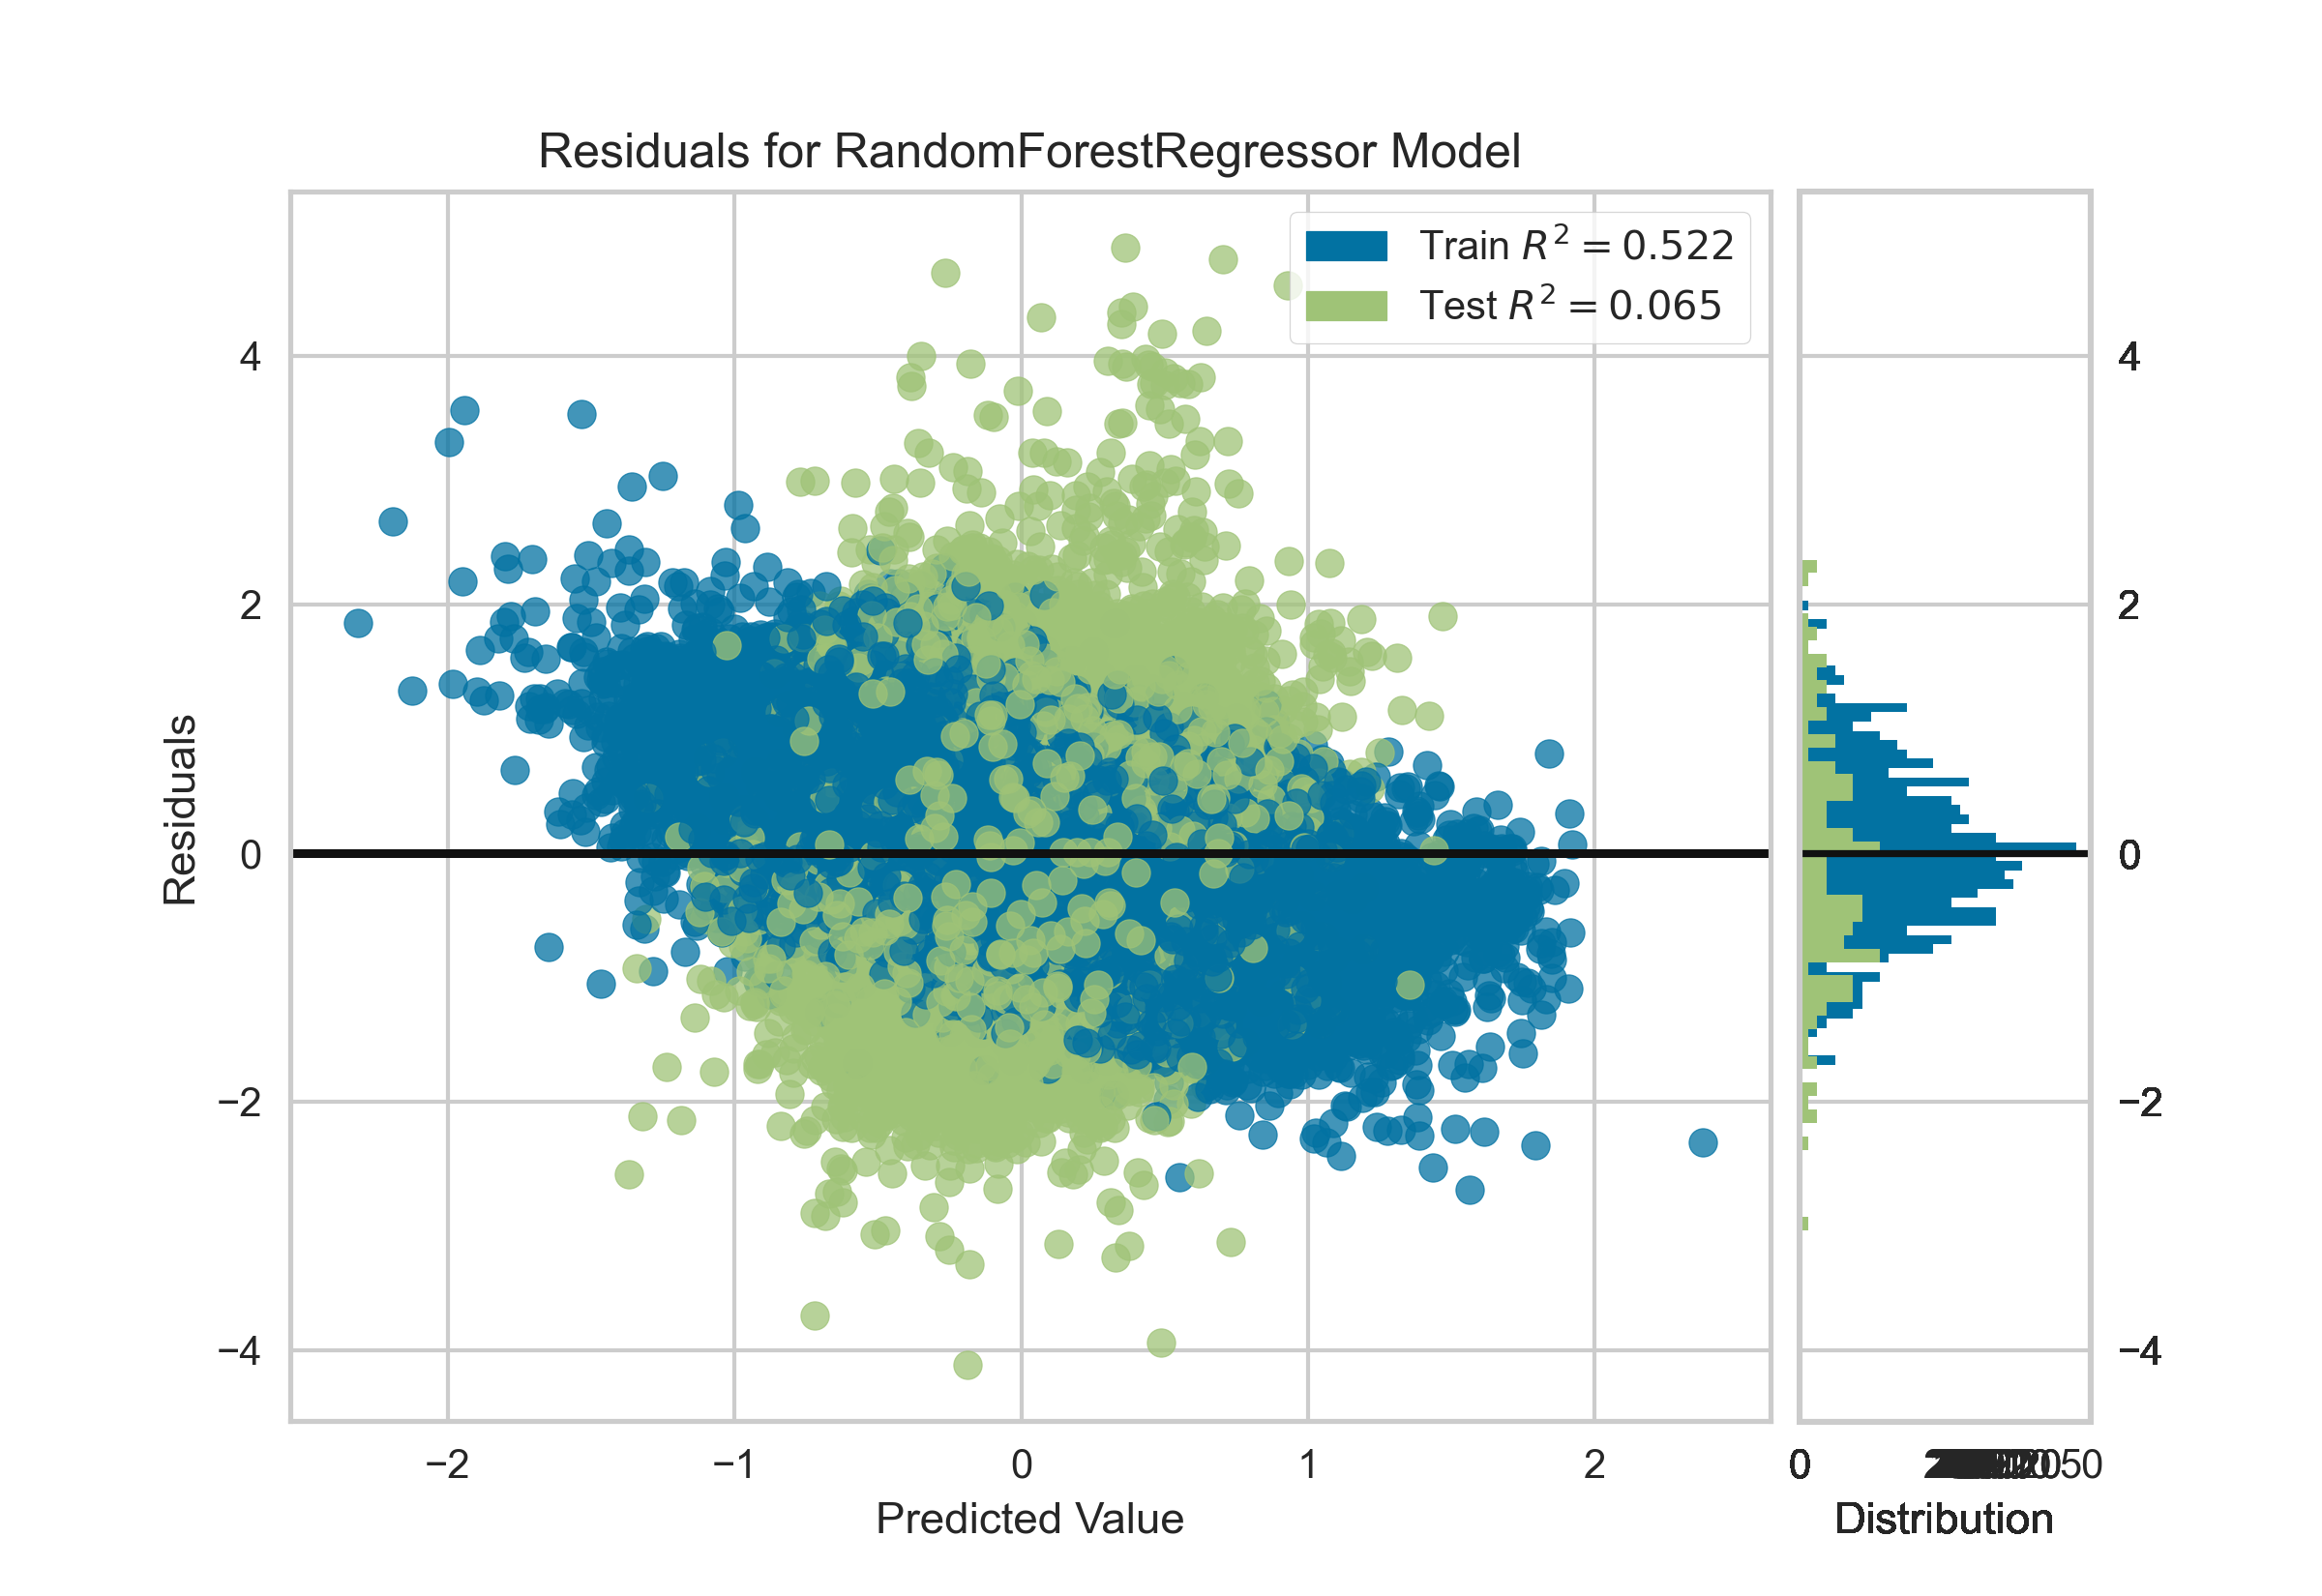 Residuals for RandomForestRegressor Model
Train R² = 0.522
Test R² = 0.065
4
2
0
−2
−4
Residuals
4
2
0
−2
−4
−2
−1
0
1
2
0
50
Predicted Value
Distribution